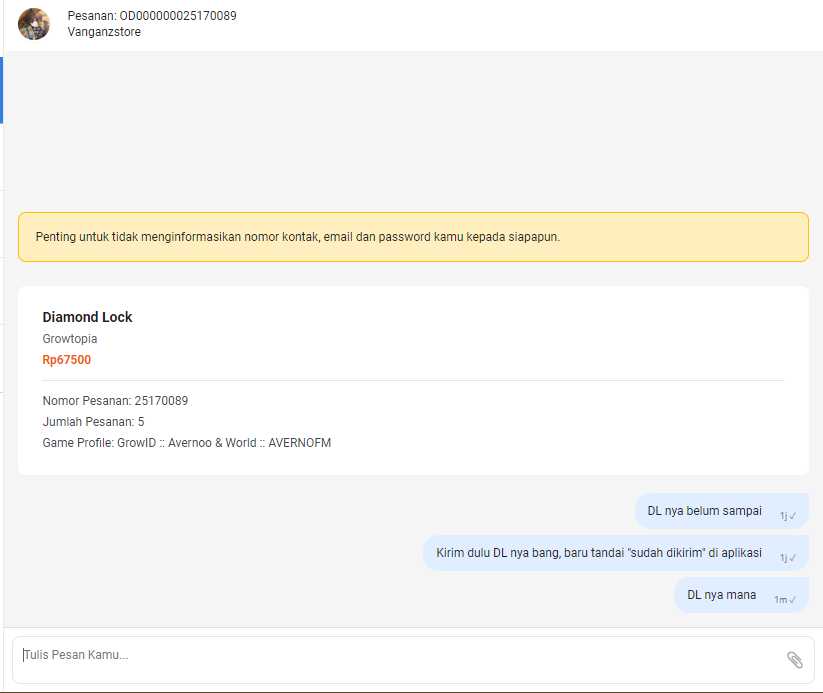 Pesanan: OD000000025170089
Vanganzstore
Penting untuk tidak menginformasikan nomor kontak, email dan password kamu kepada siapapun.
Diamond Lock
Growtopia
Rp67500
Nomor Pesanan: 25170089
Jumlah Pesanan: 5
Game Profile: GrowID :: Avernoo & World :: AVERNOFM
DL nya belum sampai 1j ✓
Kirim dulu DL nya bang, baru tandai "sudah dikirim" di aplikasi 1j ✓
DL nya mana 1m ✓
Tulis Pesan Kamu...